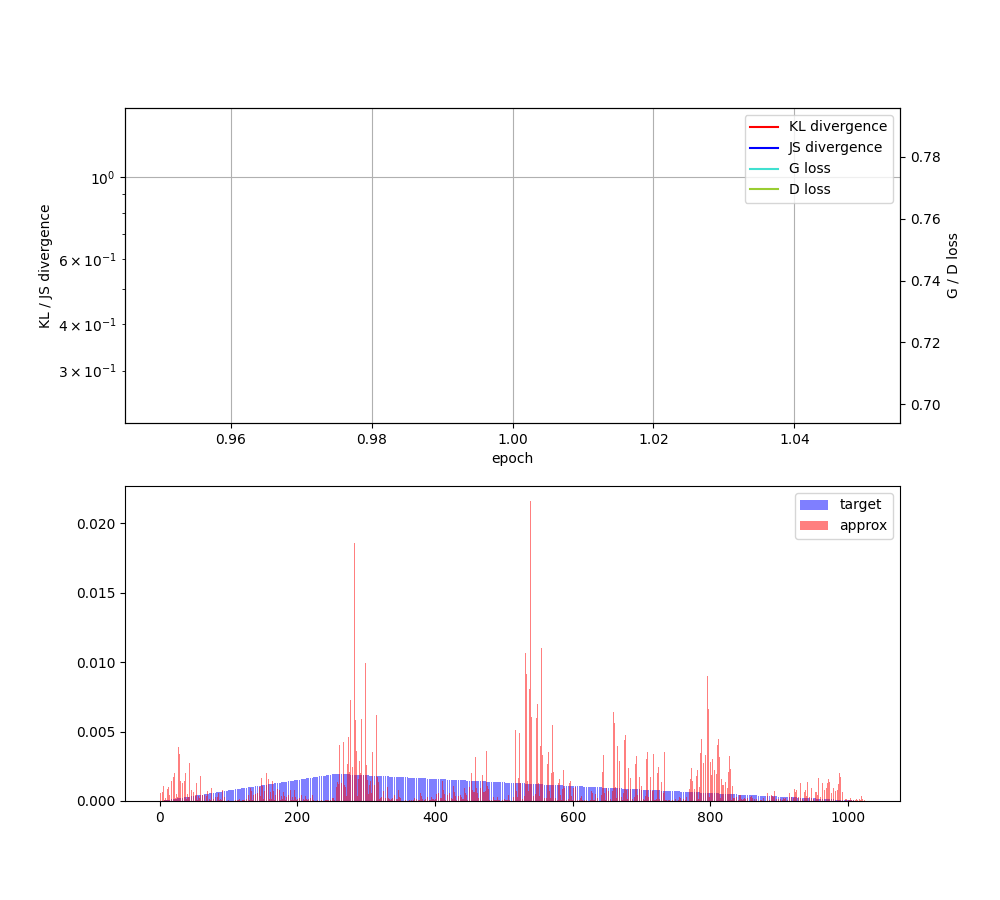 KL divergence
JS divergence
G loss
D loss
10⁰
6 × 10⁻¹
4 × 10⁻¹
3 × 10⁻¹
KL / JS divergence
0.78
0.76
0.74
0.72
0.70
G / D loss
0.96 0.98 1.00 1.02 1.04
epoch
target
approx
0.020
0.015
0.010
0.005
0.000
0 200 400 600 800 1000